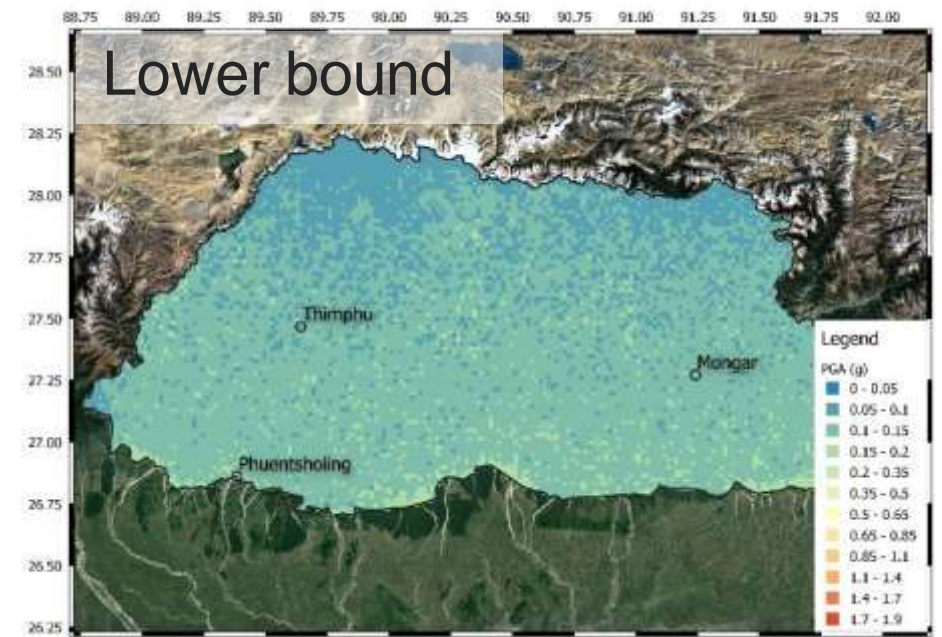 88.75 89.00 89.25 89.50 89.75 90.00 90.25 90.50 90.75 91.00 91.25 91.50 91.75 92.00
Lower bound
28.50
28.25
28.00
27.75
27.50
27.25
27.00
26.75
26.50
26.25
Thimphu
Mongar
Phuentsholing
Legend
PGA (g)
0 - 0.05
0.05 - 0.1
0.1 - 0.15
0.15 - 0.2
0.2 - 0.35
0.35 - 0.5
0.5 - 0.65
0.65 - 0.85
0.85 - 1.1
1.1 - 1.4
1.4 - 1.7
1.7 - 1.9